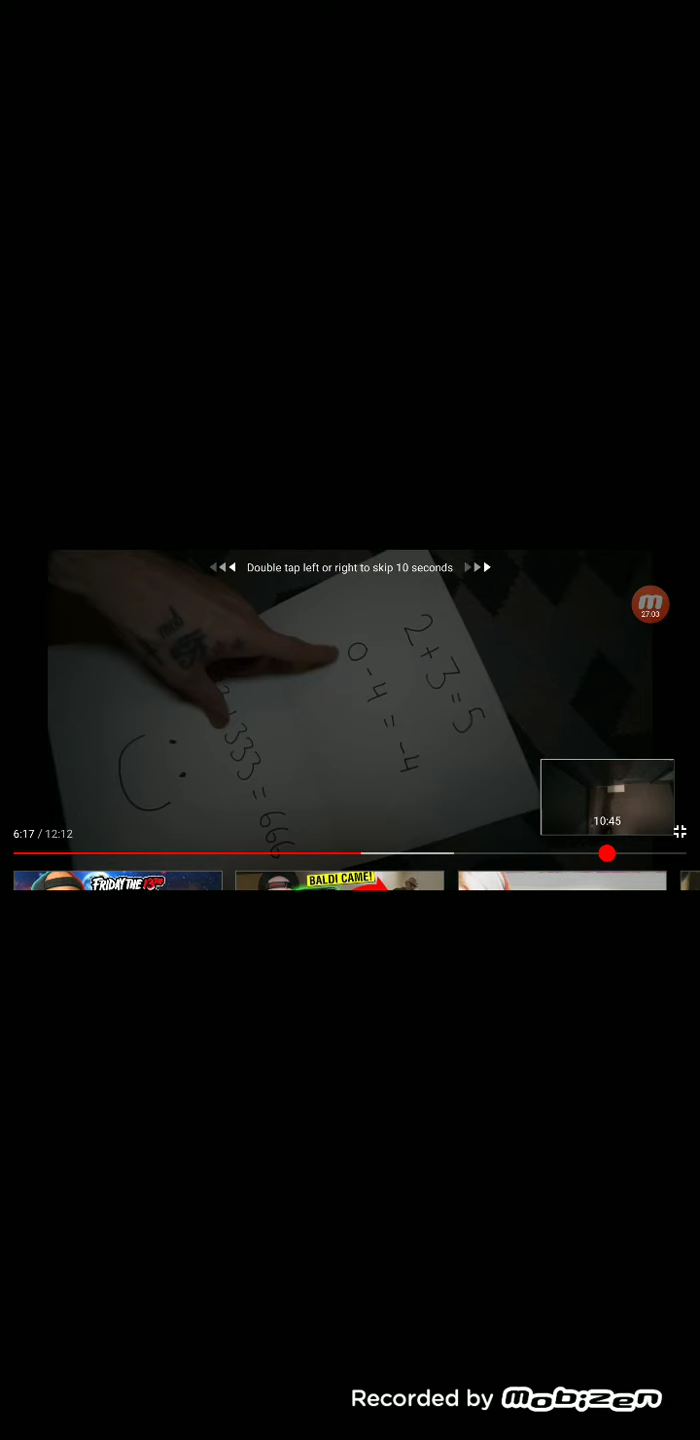 Double tap left or right to skip 10 seconds
27:03
2+3=5
0-4=-4
333=666
10:45
6:17 / 12:12
FRIDAY THE 13TH
BALDI CAME!
Recorded by mobizen